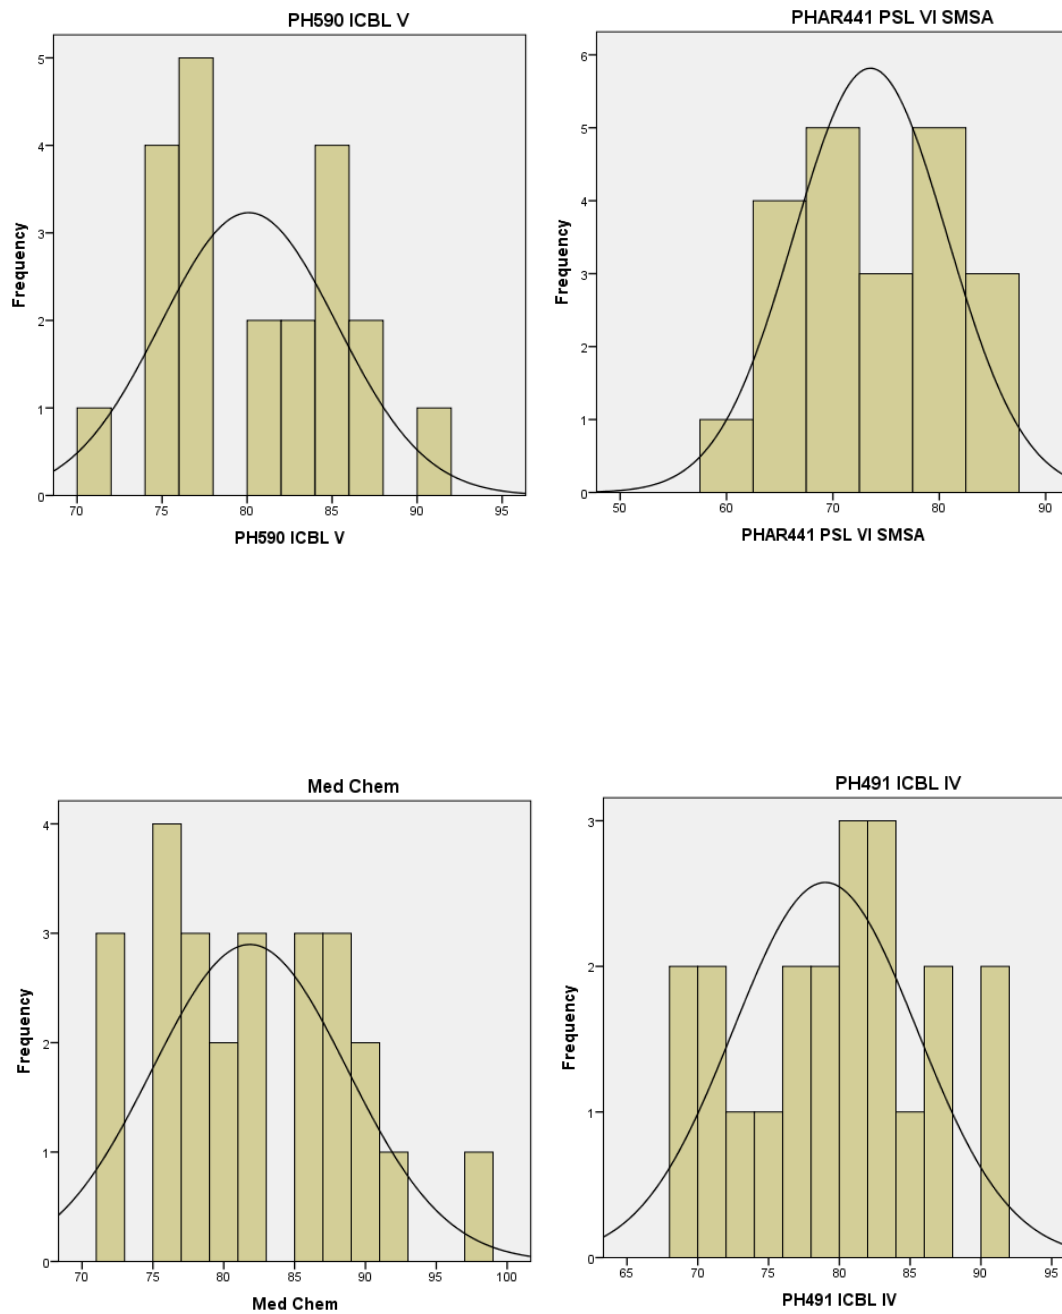 PH590 ICBL V
5
4
3
2
1
0
Frequency
70 75 80 85 90 95
PH590 ICBL V
PHAR441 PSL VI SMSA
6
5
4
3
2
1
0
Frequency
50 60 70 80 90
PHAR441 PSL VI SMSA
Med Chem
4
3
2
1
0
Frequency
70 75 80 85 90 95 100
Med Chem
PH491 ICBL IV
3
2
1
0
Frequency
65 70 75 80 85 90 95
PH491 ICBL IV